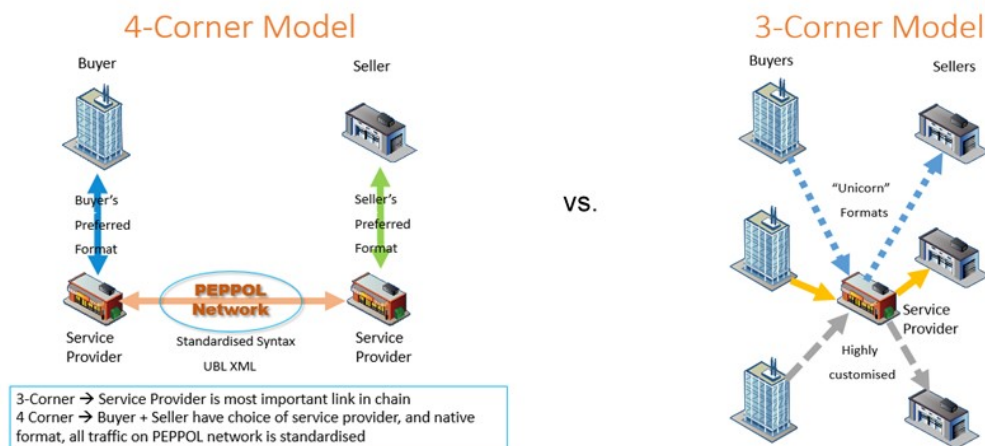 4-Corner Model
Buyer
Seller
Buyer's
Preferred
Format
Seller's
Preferred
Format
PEPPOL
Network
Service
Provider
Standardised Syntax
UBL XML
Service
Provider
3-Corner → Service Provider is most important link in chain
4 Corner → Buyer + Seller have choice of service provider, and native
format, all traffic on PEPPOL network is standardised
vs.
3-Corner Model
Buyers
Sellers
“Unicorn”
Formats
Service
Provider
Highly
customised